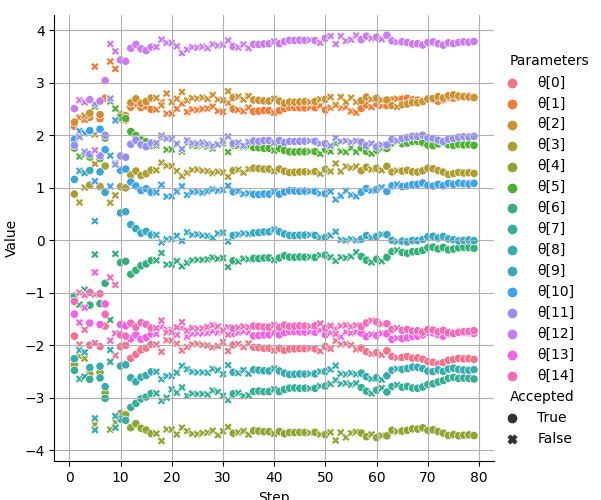 4
3
2
1
0
−1
−2
−3
−4
Value
0 10 20 30 40 50 60 70 80
Step
Parameters
θ[0]
θ[1]
θ[2]
θ[3]
θ[4]
θ[5]
θ[6]
θ[7]
θ[8]
θ[9]
θ[10]
θ[11]
θ[12]
θ[13]
θ[14]
Accepted
True
False